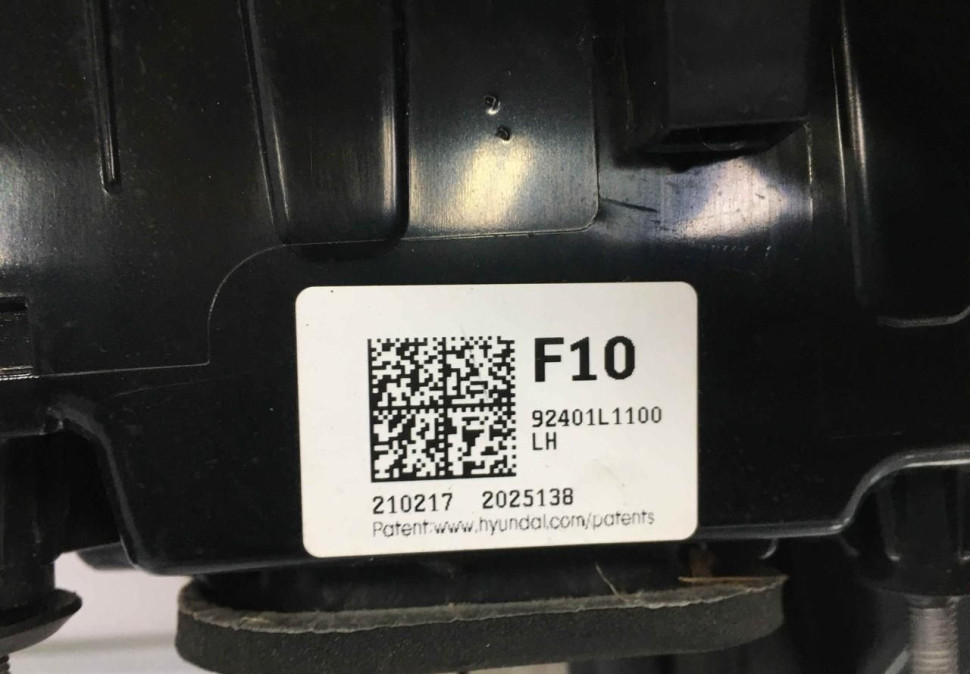 F10
92401L1100
LH
210217 2025138
Patent:www.hyundai.com/patents